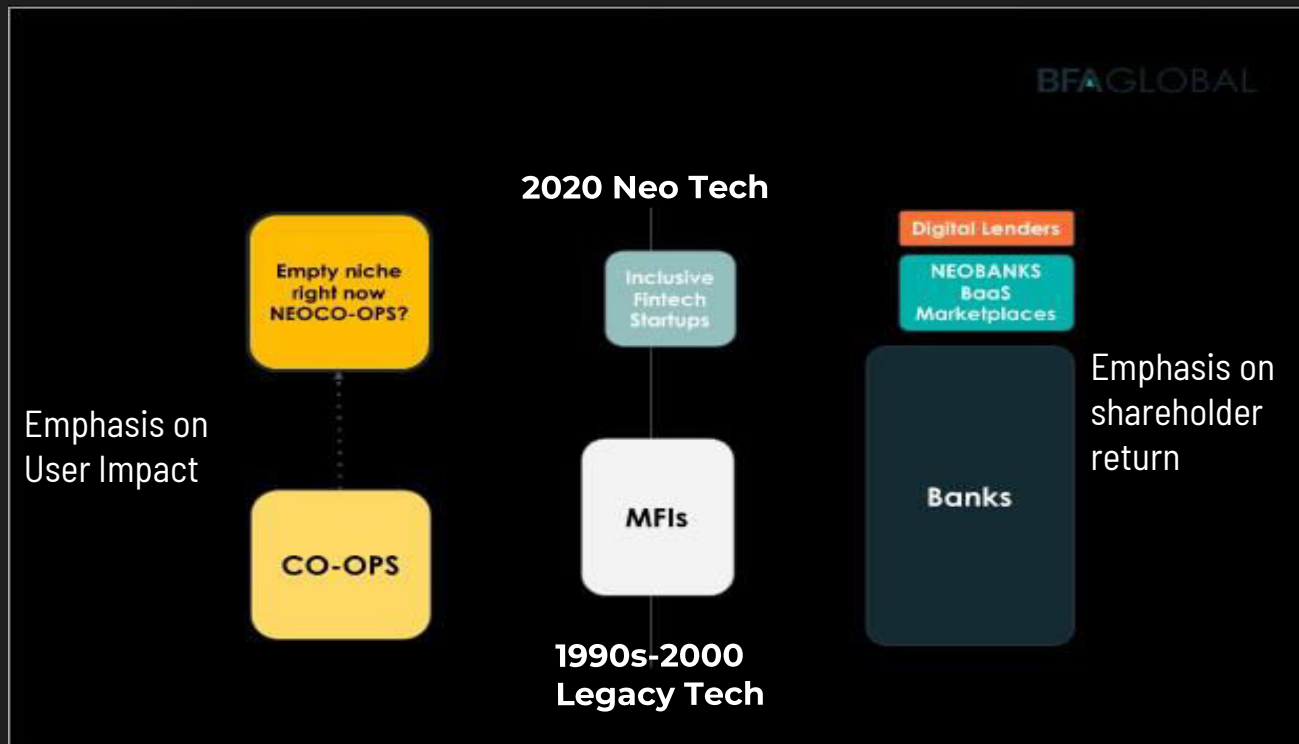 BFAGLOBAL
2020 Neo Tech
Empty niche
right now
NEOCO-OPS?
Inclusive
Fintech
Startups
Digital Lenders
NEOBANKS
BaaS
Marketplaces
Emphasis on
User Impact
Emphasis on
shareholder
return
CO-OPS
MFIs
Banks
1990s-2000
Legacy Tech